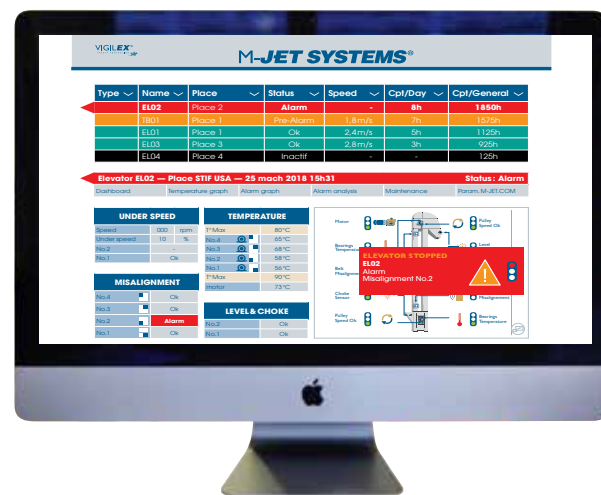 VIGILEX
M-JET SYSTEMS®
Type Name Place Status Speed Cpt/Day Cpt/General
EL02 Place 2 Alarm - 8h 1850h
TB01 Place 1 Pre-Alarm 1,8m/s 7h 1575h
EL01 Place 1 Ok 2,4m/s 5h 1125h
EL03 Place 3 Ok 2,8m/s 3h 925h
EL04 Place 4 Inactif - - 125h
Elevator EL02 — Place STIF USA — 25 mach 2018 15h31 Status: Alarm
Dashboard Temperature graph Alarm graph Alarm analysis Maintenance Param. M-JET.COM
UNDER SPEED
Speed 000 rpm
Under speed 10 %
No.2 -
No.1 Ok
MISALIGNMENT
No.4 Ok
No.3 Ok
No.2 Alarm
No.1 Ok
TEMPERATURE
T°Max 80°C
No.4 65°C
No.3 68°C
No.2 58°C
No.1 56°C
T°Max 90°C
motor 73°C
LEVEL & CHOKE
No.2 Ok
No.1 Ok
Motor
Pulley
Speed Ok
Bearings
Temperature
Level
ELEVATOR STOPPED
EL02
Alarm
Misalignment No.2
Belt
Misalignment
Choke
Sensor
Misalignment
Pulley
Speed Ok
Bearings
Temperature